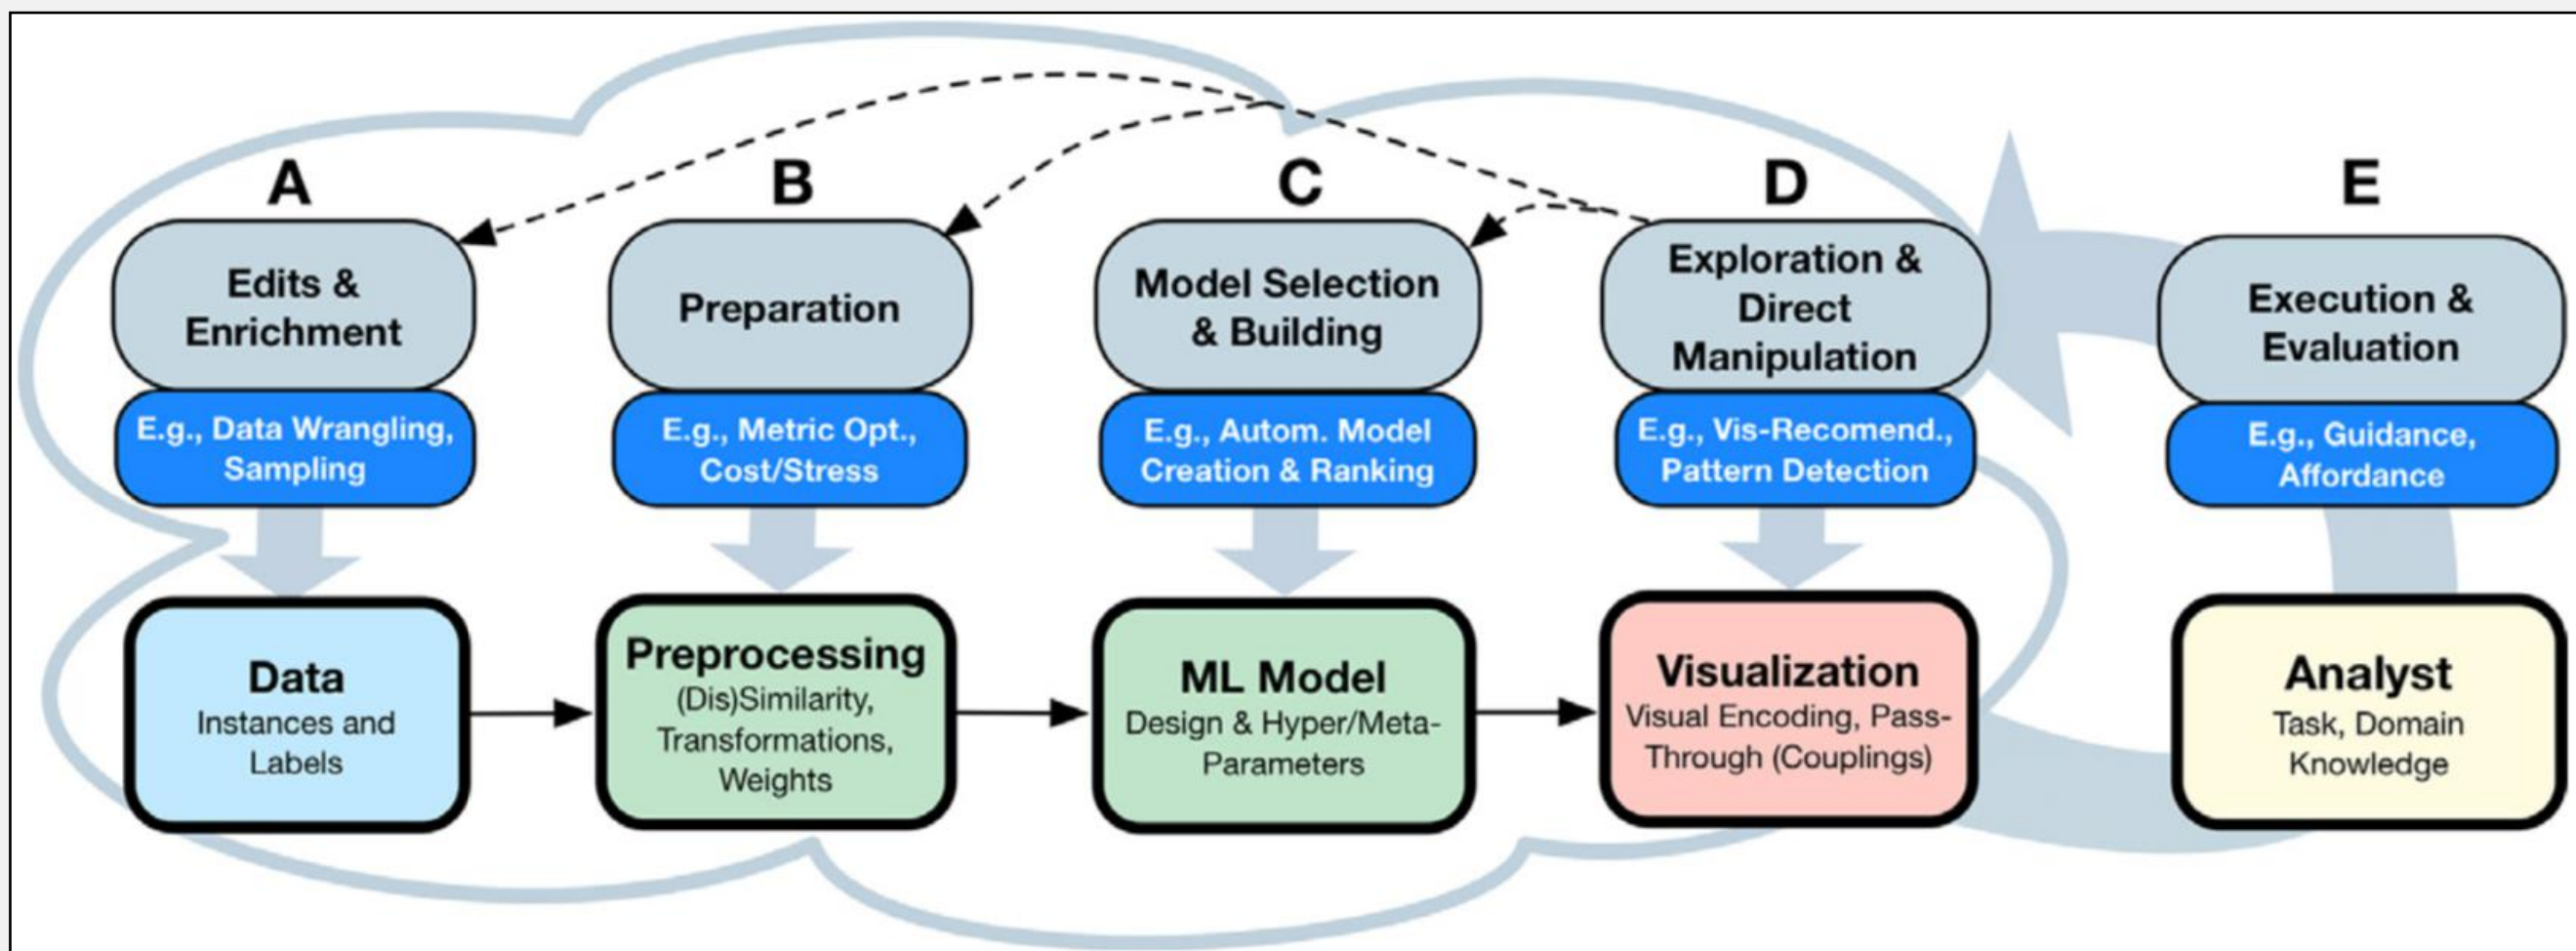 A
B
C
D
E
Edits &
Enrichment
E.g., Data Wrangling,
Sampling
Preparation
E.g., Metric Opt.,
Cost/Stress
Model Selection
& Building
E.g., Autom. Model
Creation & Ranking
Exploration &
Direct
Manipulation
E.g., Vis-Recomend.,
Pattern Detection
Execution &
Evaluation
E.g., Guidance,
Affordance
Data
Instances and
Labels
Preprocessing
(Dis)Similarity,
Transformations,
Weights
ML Model
Design & Hyper/Meta-
Parameters
Visualization
Visual Encoding, Pass-
Through (Couplings)
Analyst
Task, Domain
Knowledge